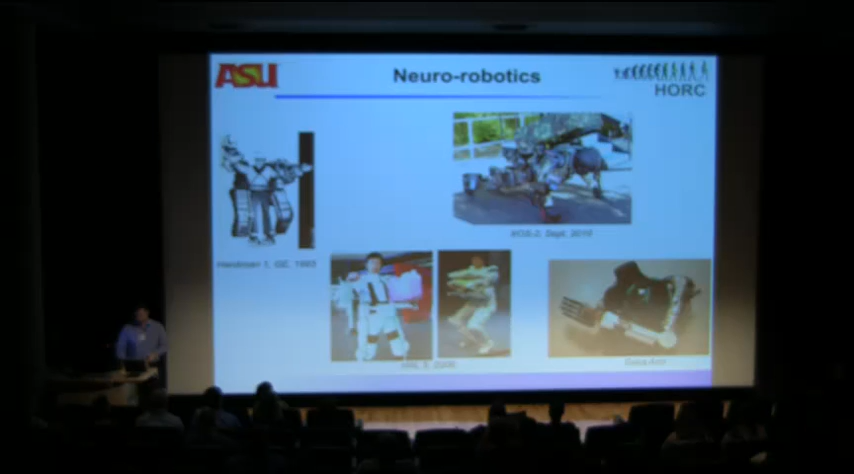 ASU
Neuro-robotics
HORC
XOS-2, Sept. 2010
Hardiman 1, GE, 1965
HAL 5, 2009